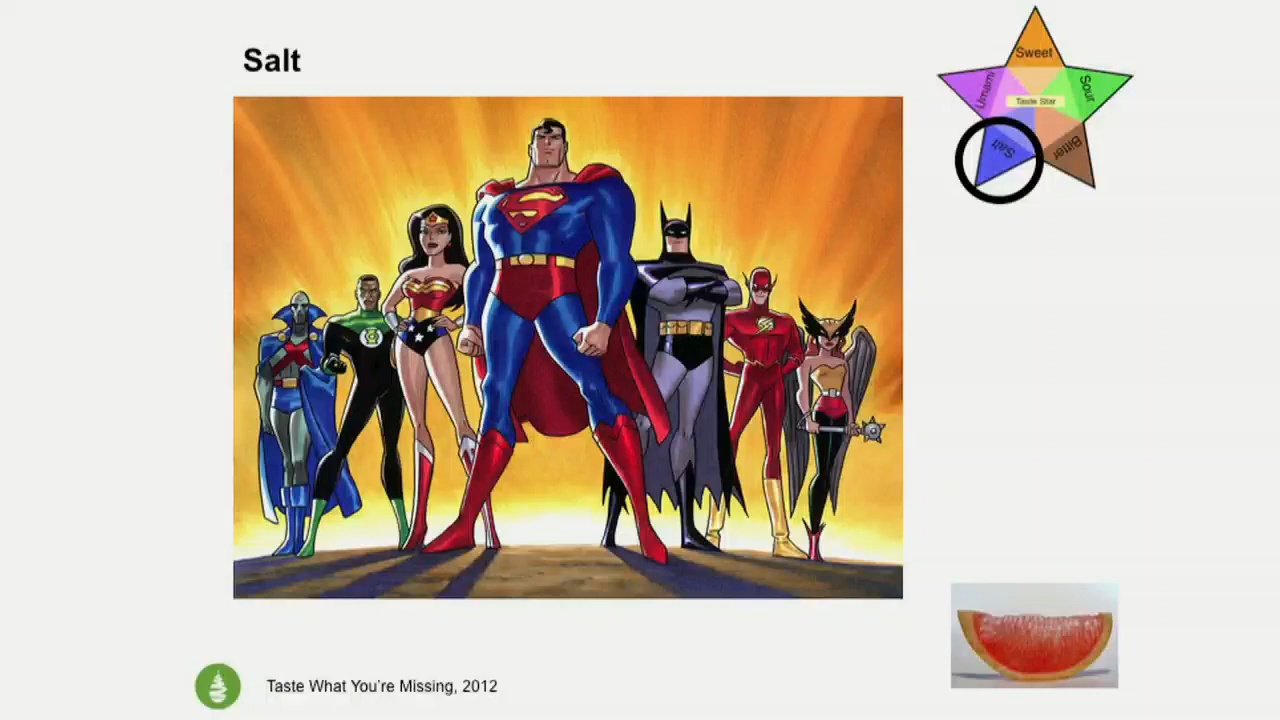 Salt
Sweet
Umami
Sour
Taste Star
Salt
Bitter
Taste What You're Missing, 2012